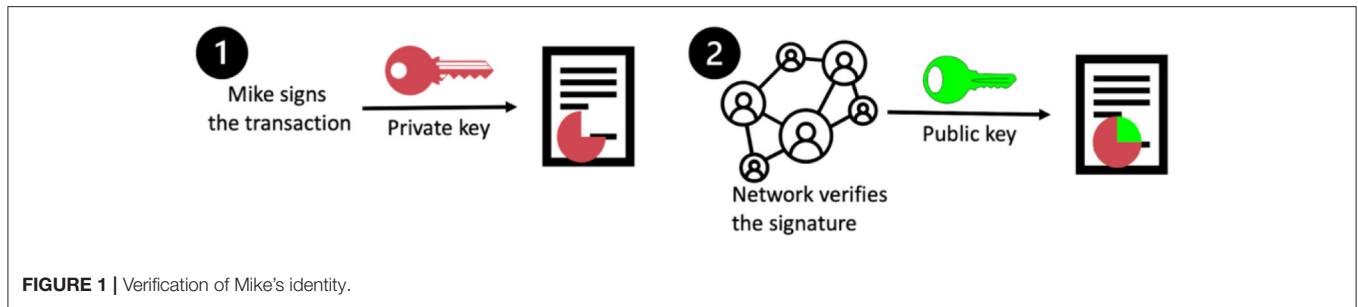 1
Mike signs
the transaction
Private key
2
Network verifies
the signature
Public key
FIGURE 1 | Verification of Mike’s identity.